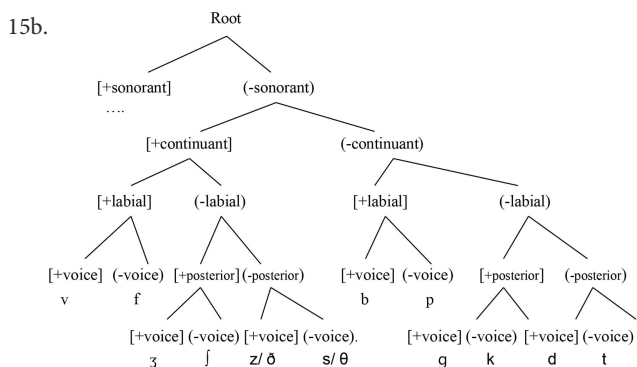 15b.
Root
[+sonorant] (-sonorant)
....
[+continuant] (-continuant)
[+labial] (-labial) [+labial] (-labial)
[+voice] (-voice) [+posterior] (-posterior) [+voice] (-voice) [+posterior] (-posterior)
v f b p
[+voice] (-voice) [+voice] (-voice). [+voice] (-voice) [+voice] (-voice)
ʒ ʃ z/ ð s/ θ g k d t